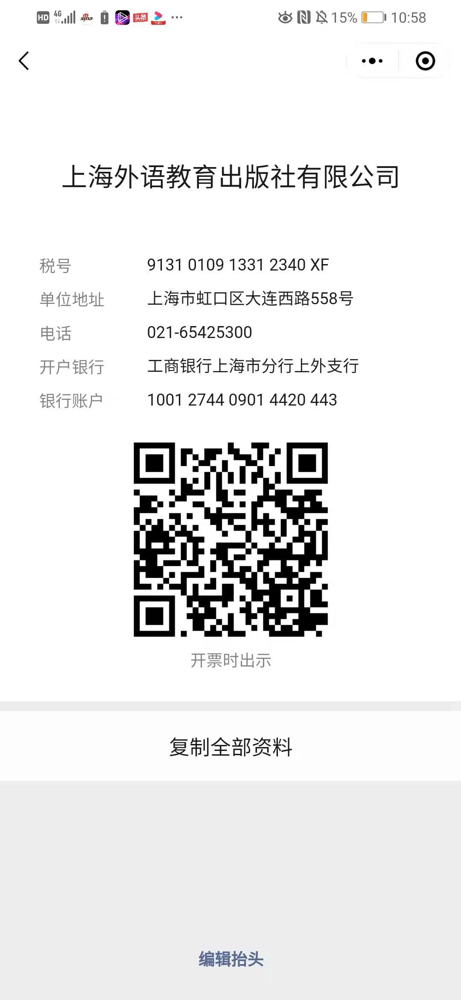 HD 4G sina 头条 15% 10:58
上海外语教育出版社有限公司
税号 9131 0109 1331 2340 XF
单位地址 上海市虹口区大连西路558号
电话 021-65425300
开户银行 工商银行上海市分行上外支行
银行账户 1001 2744 0901 4420 443
开票时出示
复制全部资料
编辑抬头